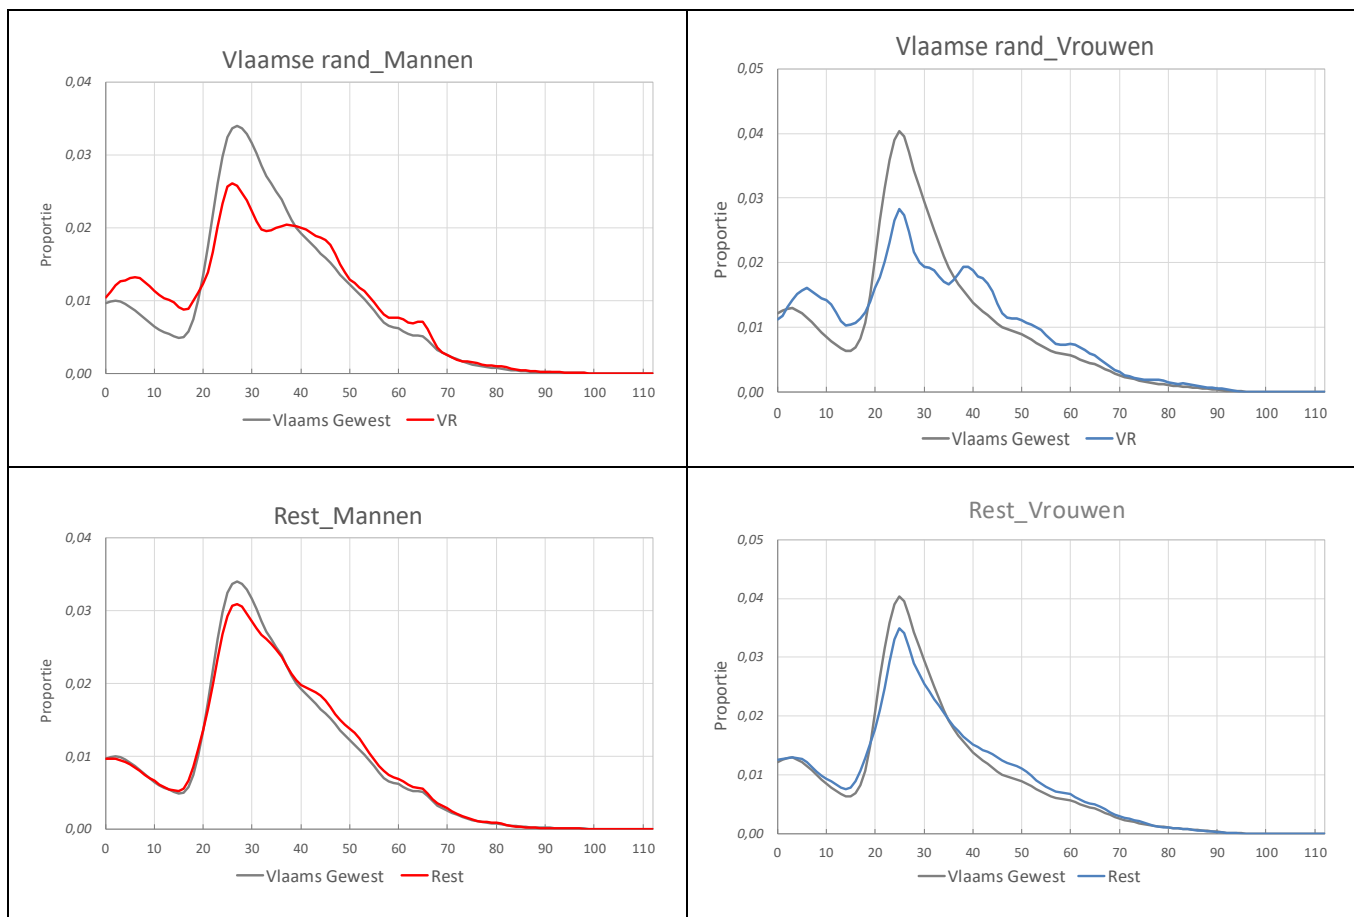 Vlaamse rand_Mannen
0,04
0,03
0,02
0,01
0,00
Proportie
0 10 20 30 40 50 60 70 80 90 100 110
Vlaams Gewest VR
Vlaamse rand_Vrouwen
0,05
0,04
0,03
0,02
0,01
0,00
Proportie
0 10 20 30 40 50 60 70 80 90 100 110
Vlaams Gewest VR
Rest_Mannen
0,04
0,03
0,02
0,01
0,00
Proportie
0 10 20 30 40 50 60 70 80 90 100 110
Vlaams Gewest Rest
Rest_Vrouwen
0,05
0,04
0,03
0,02
0,01
0,00
Proportie
0 10 20 30 40 50 60 70 80 90 100 110
Vlaams Gewest Rest